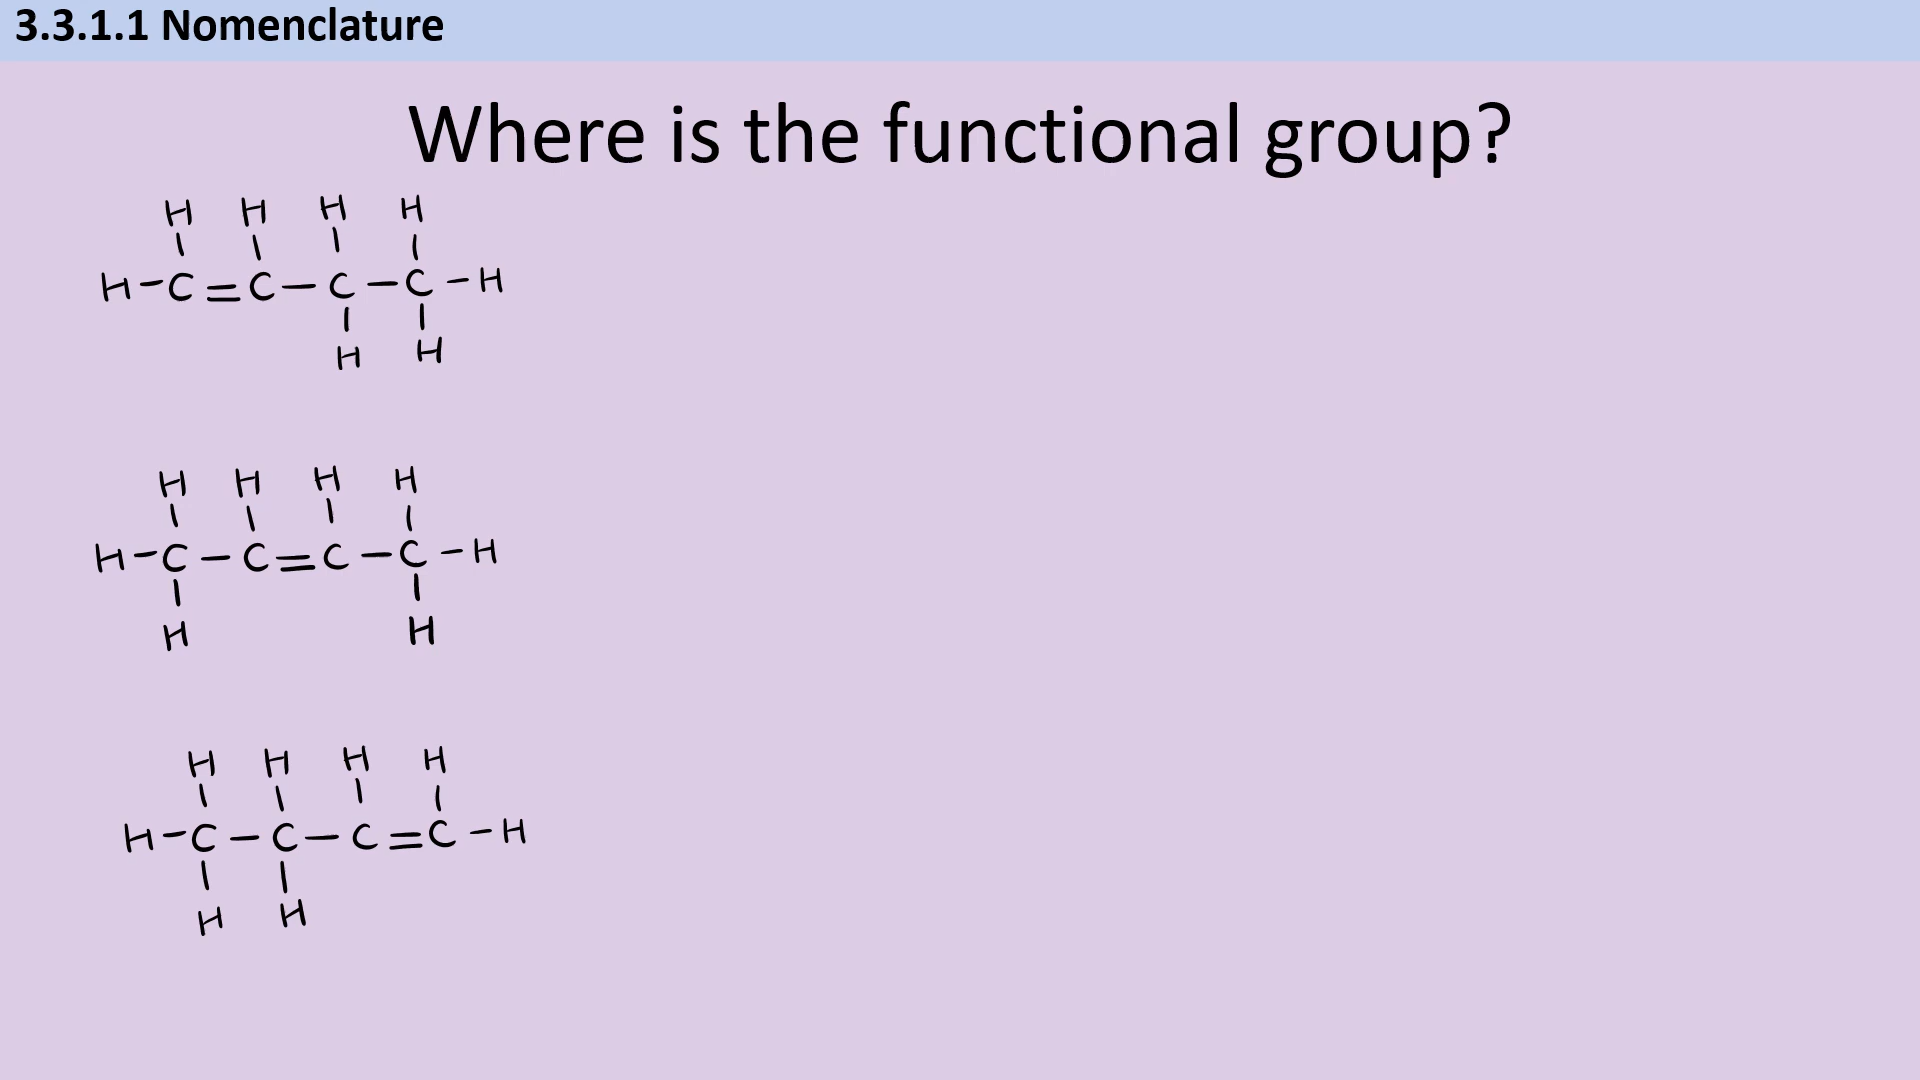 3.3.1.1 Nomenclature
Where is the functional group?
H H H H
H-C=C-C-C-H
H H
H H H H
H-C-C=C-C-H
H H
H H H H
H-C-C-C=C-H
H H